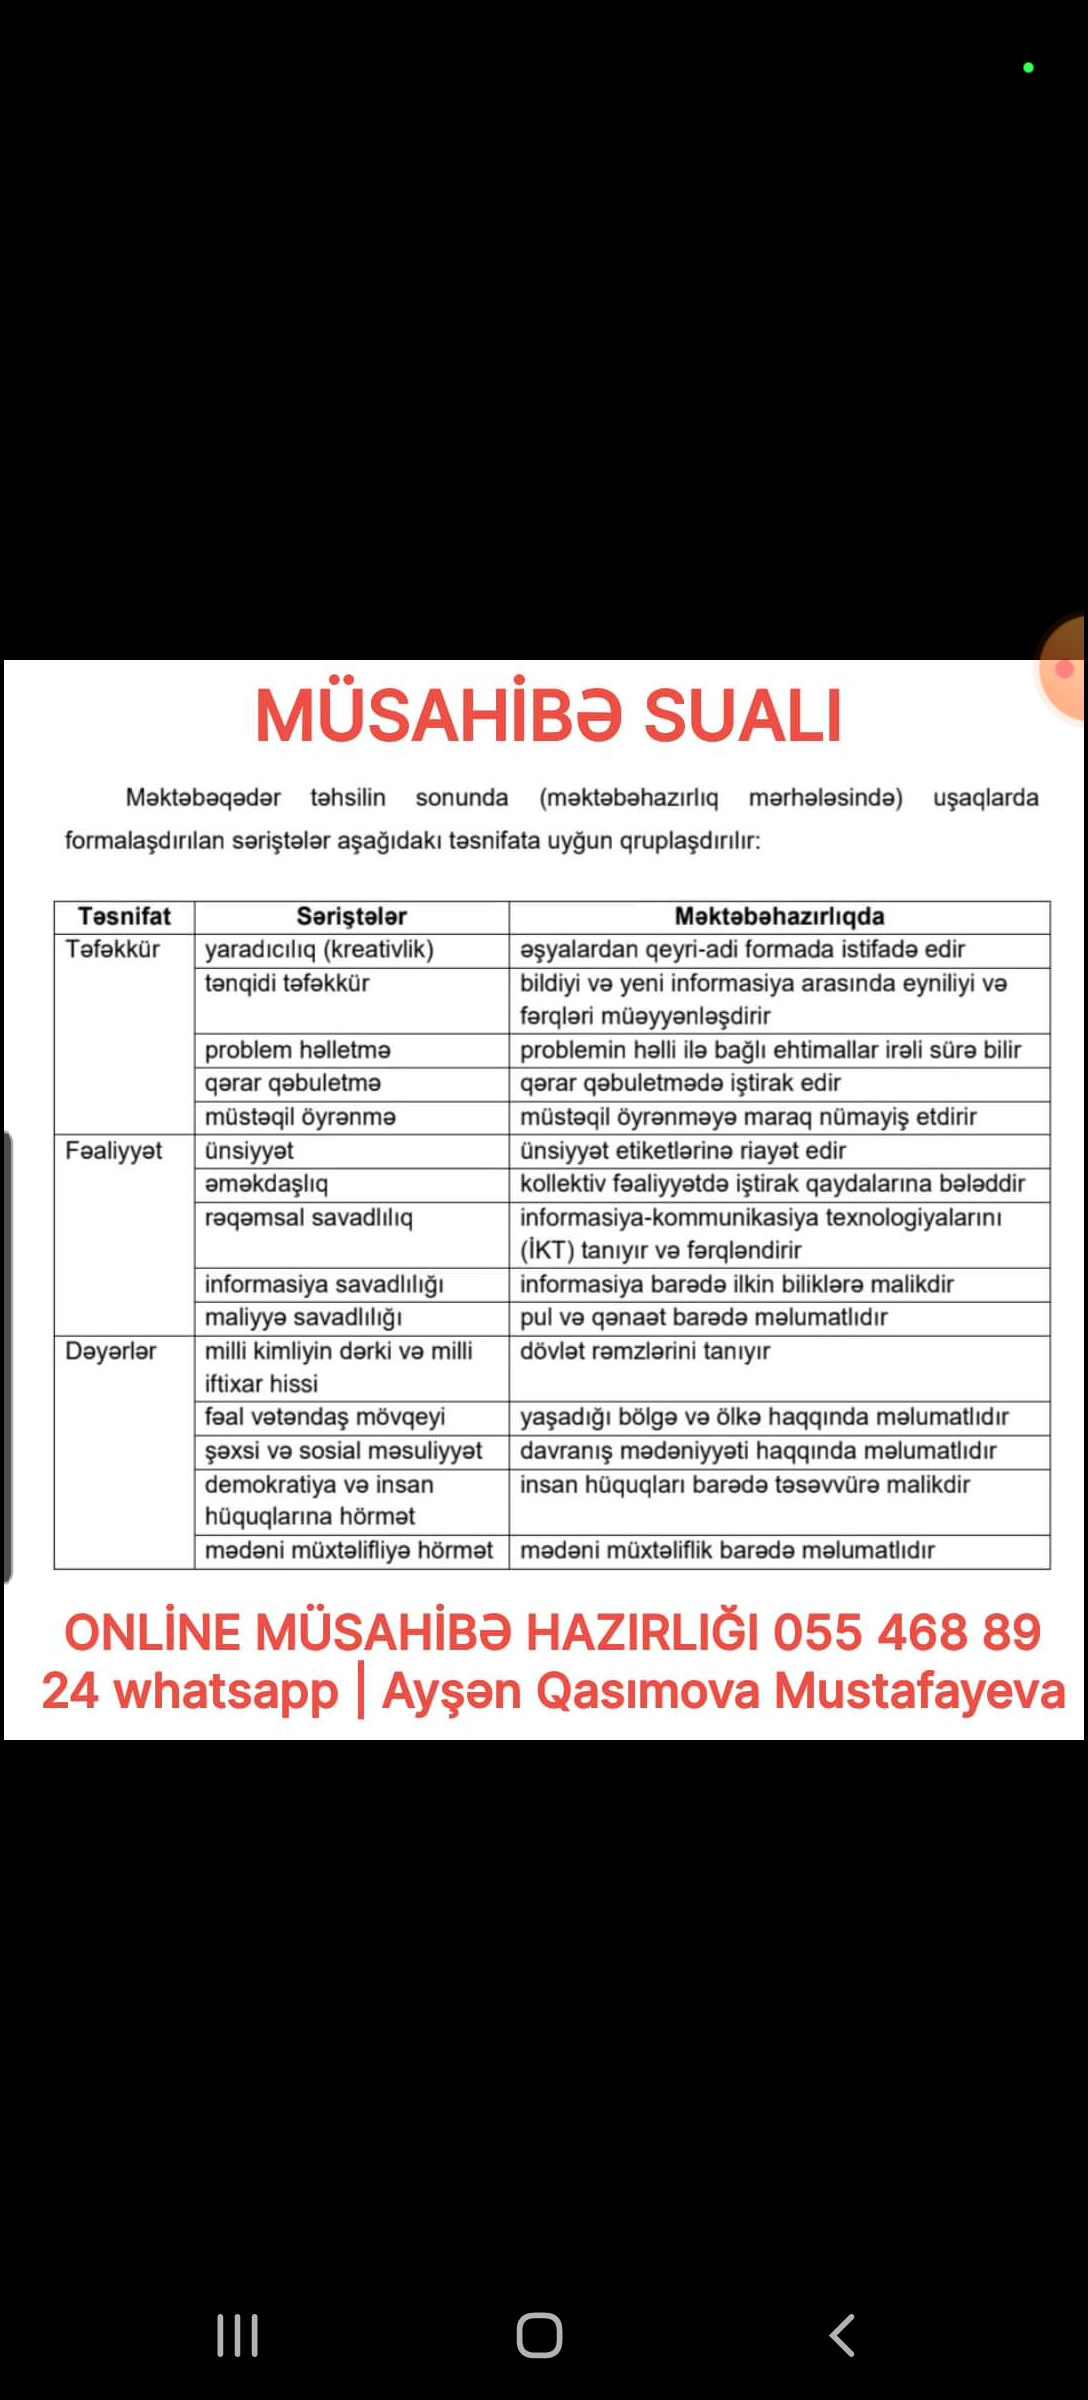 MÜSAHİBƏ SUALI
Məktəbəqədər təhsilin sonunda (məktəbəhazırlıq mərhələsində) uşaqlarda
formalaşdırılan səriştələr aşağıdakı təsnifata uyğun qruplaşdırılır:
Təsnifat Səriştələr Məktəbəhazırlıqda
Təfəkkür yaradıcılıq (kreativlik) əşyalardan qeyri-adi formada istifadə edir
tənqidi təfəkkür bildiyi və yeni informasiya arasında eyniliyi və
fərqləri müəyyənləşdirir
problem həlletmə problemin həlli ilə bağlı ehtimallar irəli sürə bilir
qərar qəbuletmə qərar qəbuletmədə iştirak edir
müstəqil öyrənmə müstəqil öyrənməyə maraq nümayiş etdirir
Fəaliyyət ünsiyyət ünsiyyət etiketlərinə riayət edir
əməkdaşlıq kollektiv fəaliyyətdə iştirak qaydalarına bələddir
rəqəmsal savadlılıq informasiya-kommunikasiya texnologiyalarını
(İKT) tanıyır və fərqləndirir
informasiya savadlılığı informasiya barədə ilkin biliklərə malikdir
maliyyə savadlılığı pul və qənaət barədə məlumatlıdır
Dəyərlər milli kimliyin dərki və milli dövlət rəmzlərini tanıyır
iftixar hissi
fəal vətəndaş mövqeyi yaşadığı bölgə və ölkə haqqında məlumatlıdır
şəxsi və sosial məsuliyyət davranış mədəniyyəti haqqında məlumatlıdır
demokratiya və insan insan hüquqları barədə təsəvvürə malikdir
hüquqlarına hörmət
mədəni müxtəlifliyə hörmət mədəni müxtəliflik barədə məlumatlıdır
ONLİNE MÜSAHİBƏ HAZIRLIĞI 055 468 89
24 whatsapp | Ayşən Qasımova Mustafayeva